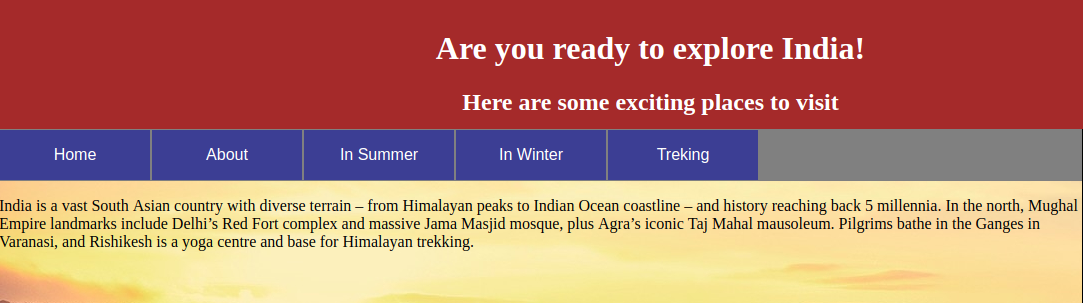 Are you ready to explore India!
Here are some exciting places to visit
Home About In Summer In Winter Treking
India is a vast South Asian country with diverse terrain – from Himalayan peaks to Indian Ocean coastline – and history reaching back 5 millennia. In the north, Mughal
Empire landmarks include Delhi’s Red Fort complex and massive Jama Masjid mosque, plus Agra’s iconic Taj Mahal mausoleum. Pilgrims bathe in the Ganges in
Varanasi, and Rishikesh is a yoga centre and base for Himalayan trekking.